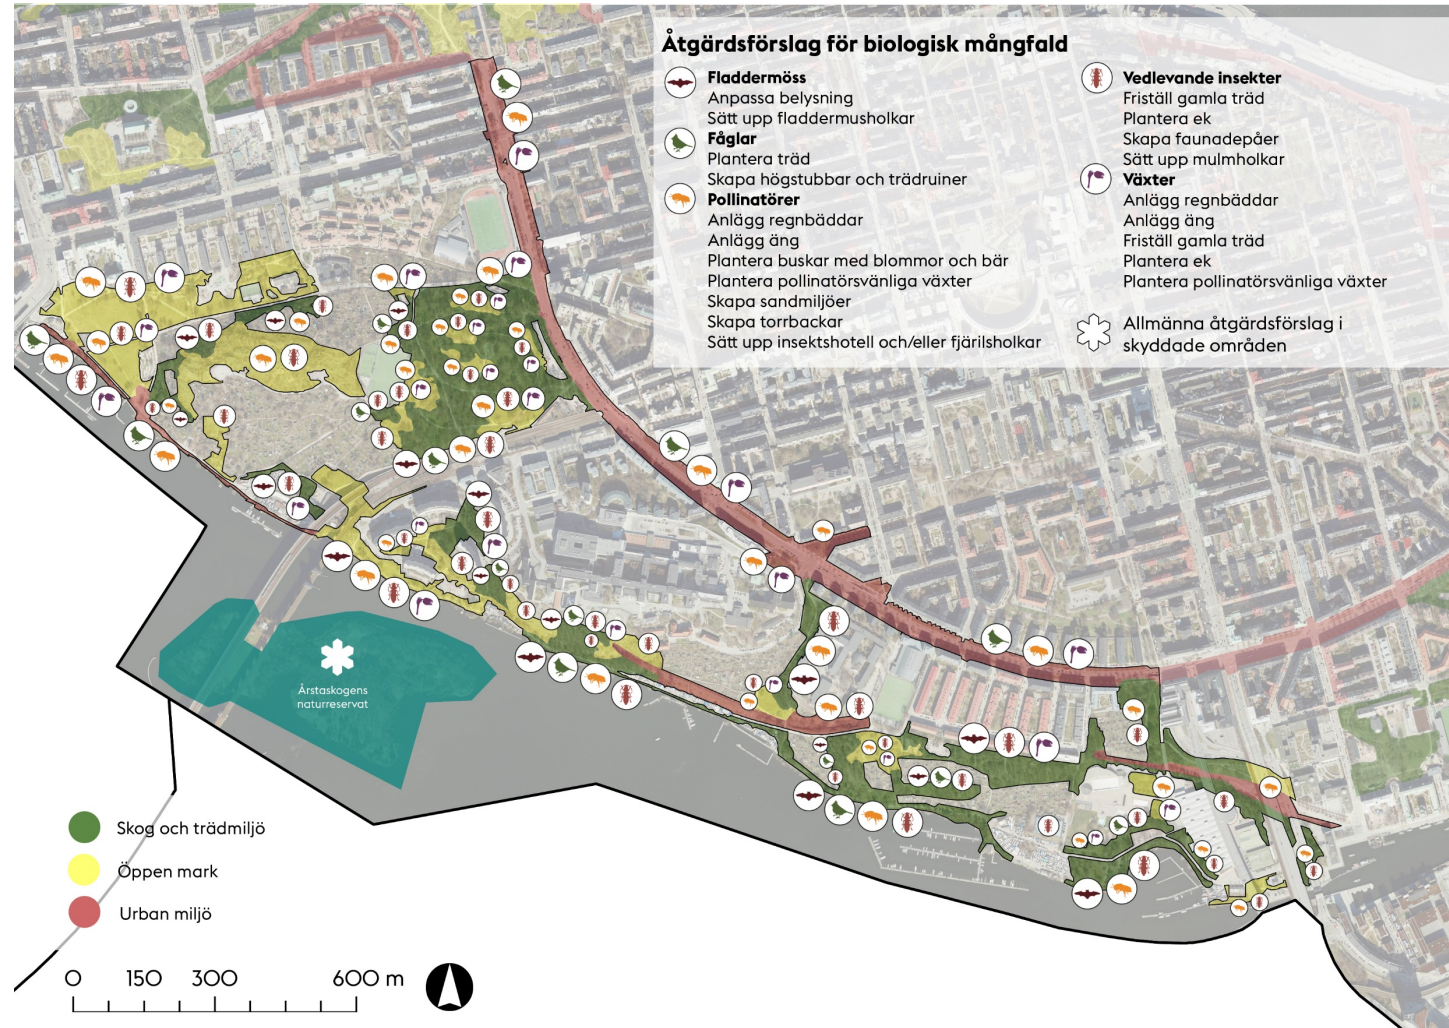 Åtgärdsförslag för biologisk mångfald
Fladdermöss
Anpassa belysning
Sätt upp fladdermusholkar
Fåglar
Plantera träd
Skapa högstubbar och trädruiner
Pollinatörer
Anlägg regnbäddar
Anlägg äng
Plantera buskar med blommor och bär
Plantera pollinatörsvänliga växter
Skapa sandmiljöer
Skapa torrbackar
Sätt upp insektshotell och/eller fjärilsholkar
Vedlevande insekter
Friställ gamla träd
Plantera ek
Skapa faunadepåer
Sätt upp mulmholkar
Växter
Anlägg regnbäddar
Anlägg äng
Friställ gamla träd
Plantera ek
Plantera pollinatörsvänliga växter
Allmänna åtgärdsförslag i
skyddade områden
Årstaskogens
naturreservat
Skog och trädmiljö
Öppen mark
Urban miljö
0 150 300 600 m